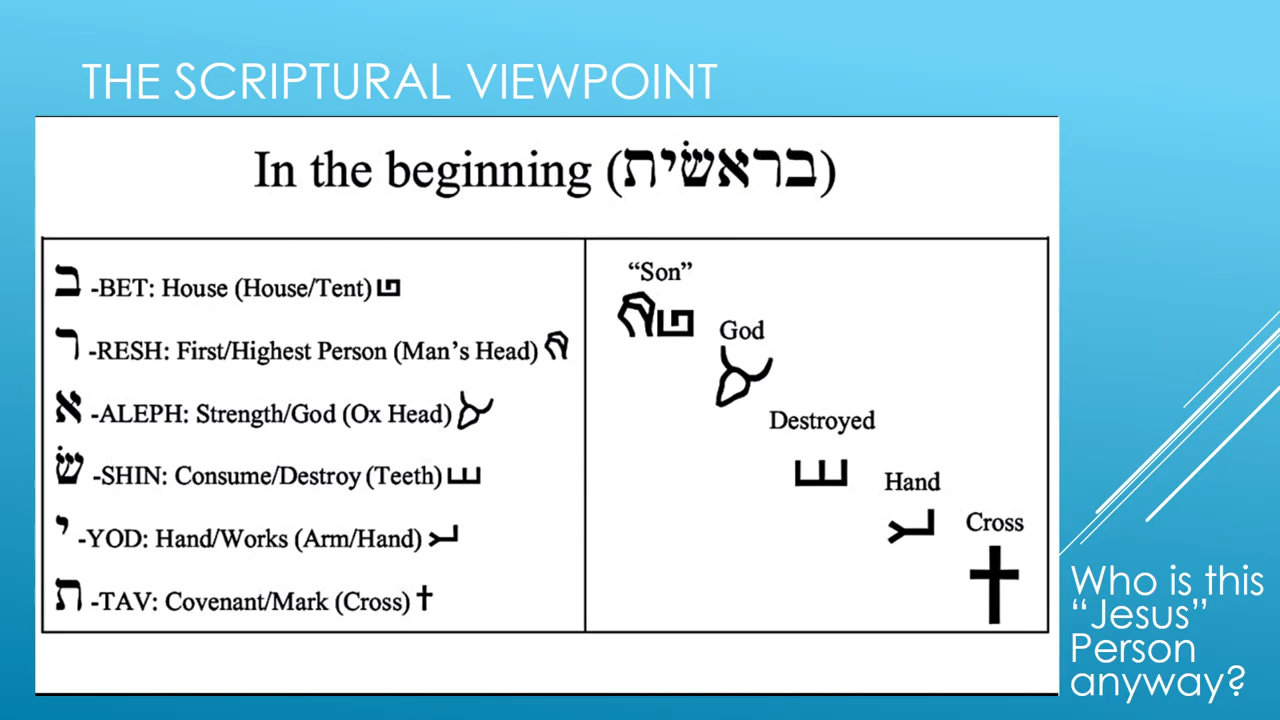 THE SCRIPTURAL VIEWPOINT
In the beginning (בראשׂית)
ב -BET: House (House/Tent)
ר -RESH: First/Highest Person (Man’s Head)
א -ALEPH: Strength/God (Ox Head)
שׂ -SHIN: Consume/Destroy (Teeth)
י -YOD: Hand/Works (Arm/Hand)
ת -TAV: Covenant/Mark (Cross)
“Son”
God
Destroyed
Hand
Cross
Who is this
“Jesus”
Person
anyway?